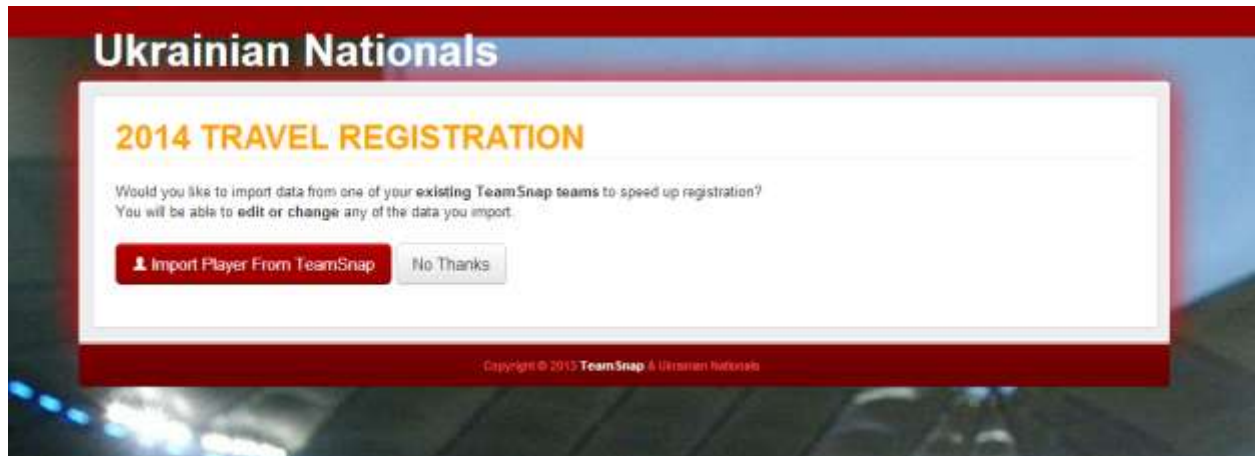 Ukrainian Nationals
2014 TRAVEL REGISTRATION
Would you like to import data from one of your existing TeamSnap teams to speed up registration?
You will be able to edit or change any of the data you import.
Import Player From TeamSnap
No Thanks
Copyright © 2013 TeamSnap & Ukrainian Nationals